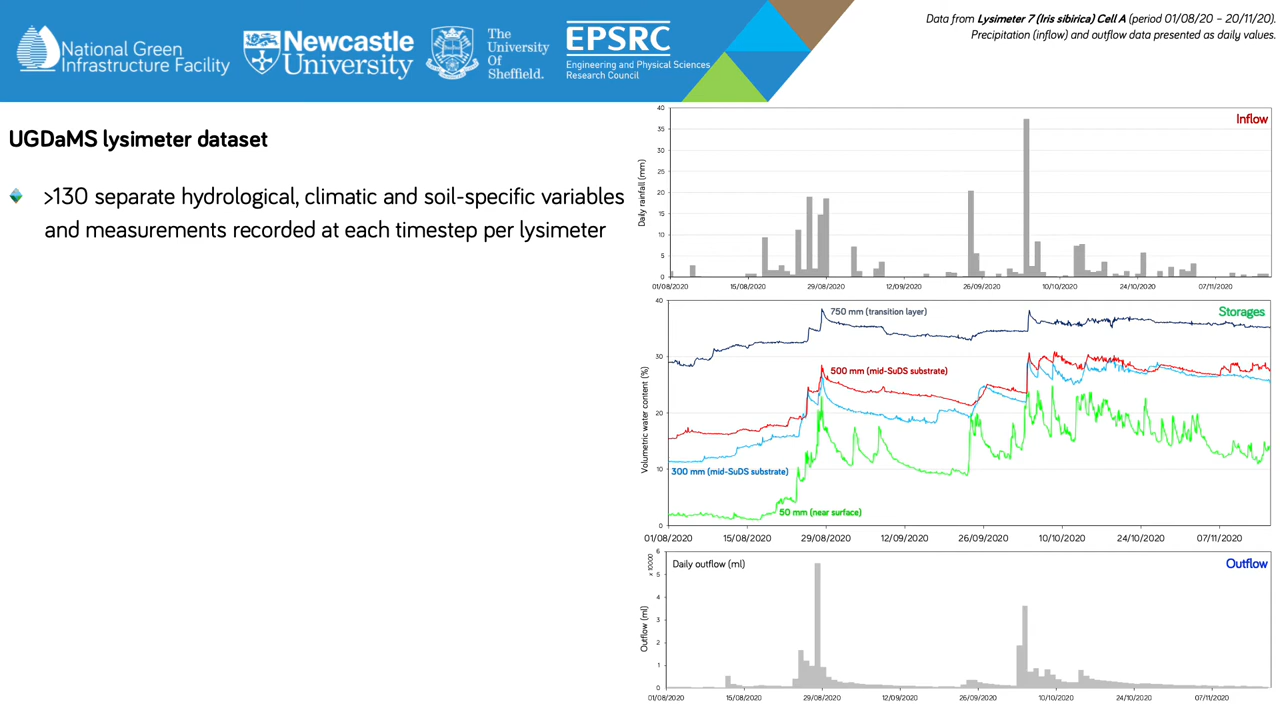 National Green
Infrastructure Facility
Newcastle
University
The
University
Of
Sheffield.
EPSRC
Engineering and Physical Sciences
Research Council
Data from Lysimeter 7 (Iris sibirica) Cell A (period 01/08/20 – 20/11/20).
Precipitation (inflow) and outflow data presented as daily values.
UGDaMS lysimeter dataset
>130 separate hydrological, climatic and soil-specific variables
and measurements recorded at each timestep per lysimeter
Inflow
Daily rainfall (mm)
40
35
30
25
20
15
10
5
0
01/08/2020 15/08/2020 29/08/2020 12/09/2020 26/09/2020 10/10/2020 24/10/2020 07/11/2020
Storages
Volumetric water content (%)
40
30
20
10
0
750 mm (transition layer)
500 mm (mid-SuDS substrate)
300 mm (mid-SuDS substrate)
50 mm (near surface)
01/08/2020 15/08/2020 29/08/2020 12/09/2020 26/09/2020 10/10/2020 24/10/2020 07/11/2020
Outflow
Daily outflow (ml)
Outflow (ml)
x 10000
6
5
4
3
2
1
0
01/08/2020 15/08/2020 29/08/2020 12/09/2020 26/09/2020 10/10/2020 24/10/2020 07/11/2020